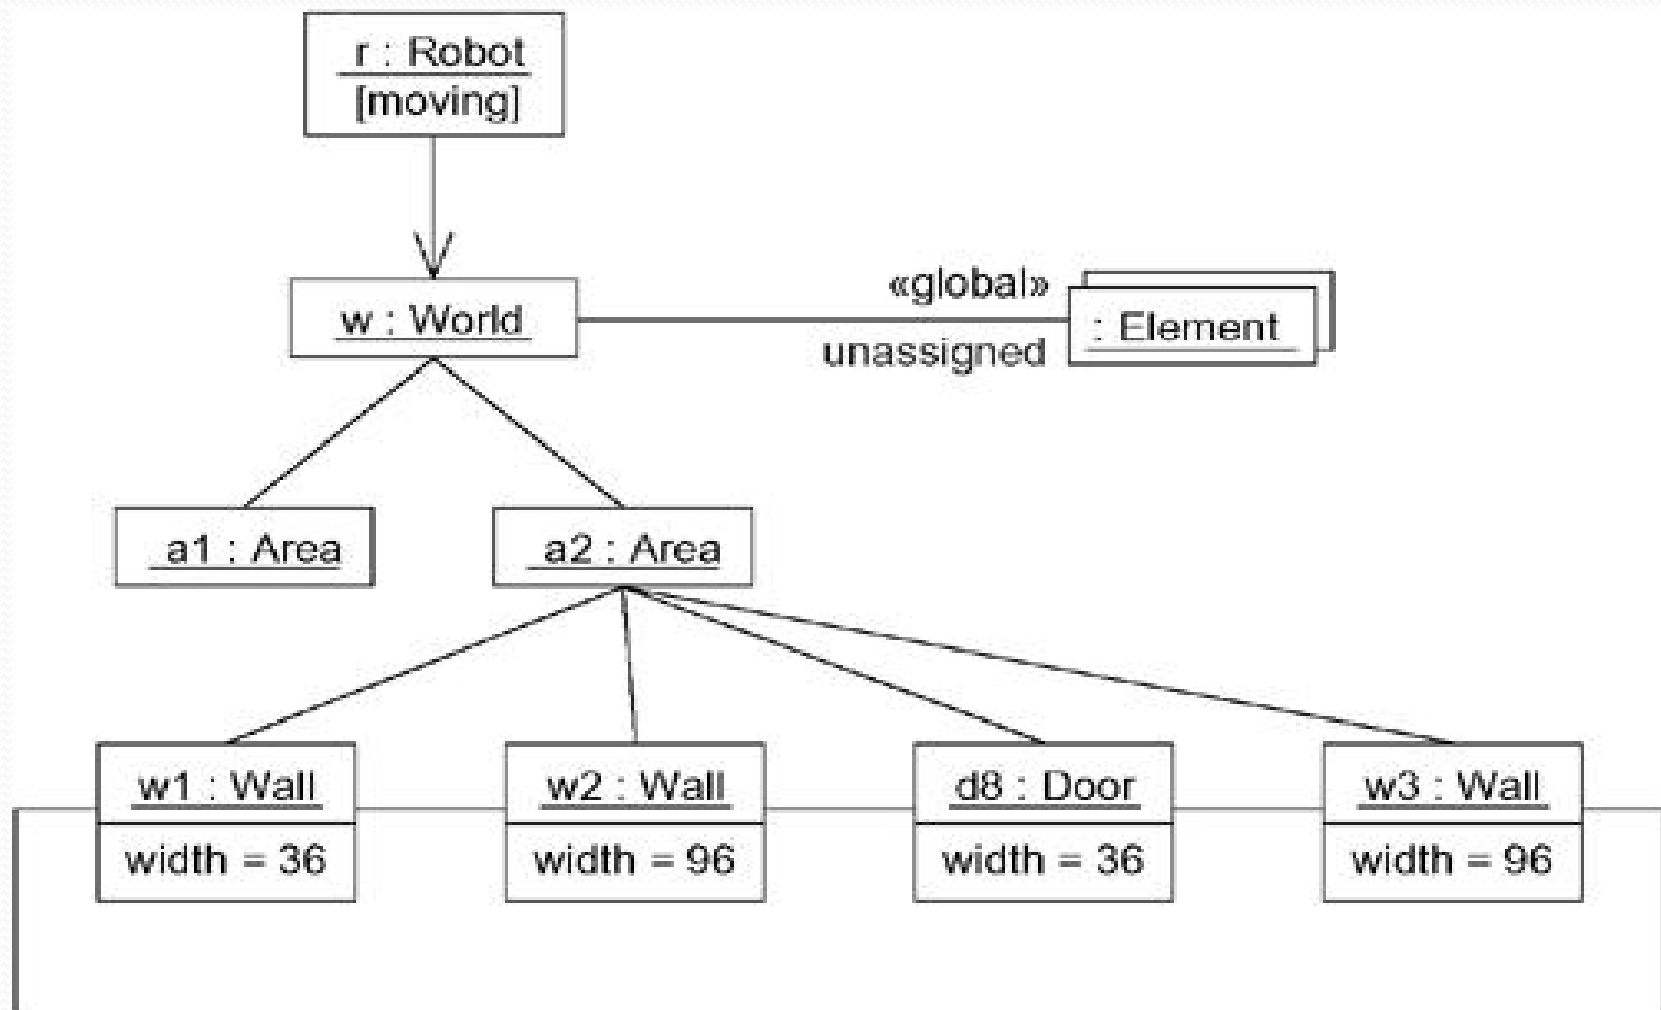 r : Robot
[moving]
w : World
«global»
unassigned
: Element
a1 : Area
a2 : Area
w1 : Wall
width = 36
w2 : Wall
width = 96
d8 : Door
width = 36
w3 : Wall
width = 96